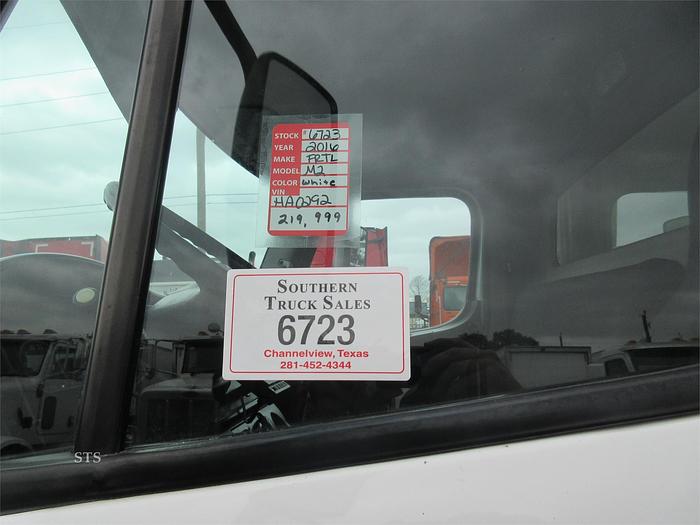 STOCK #6723
YEAR 2016
MAKE FRTL
MODEL M2
COLOR White
VIN
HA0292
219,999
SOUTHERN
TRUCK SALES
6723
Channelview, Texas
281-452-4344
STS